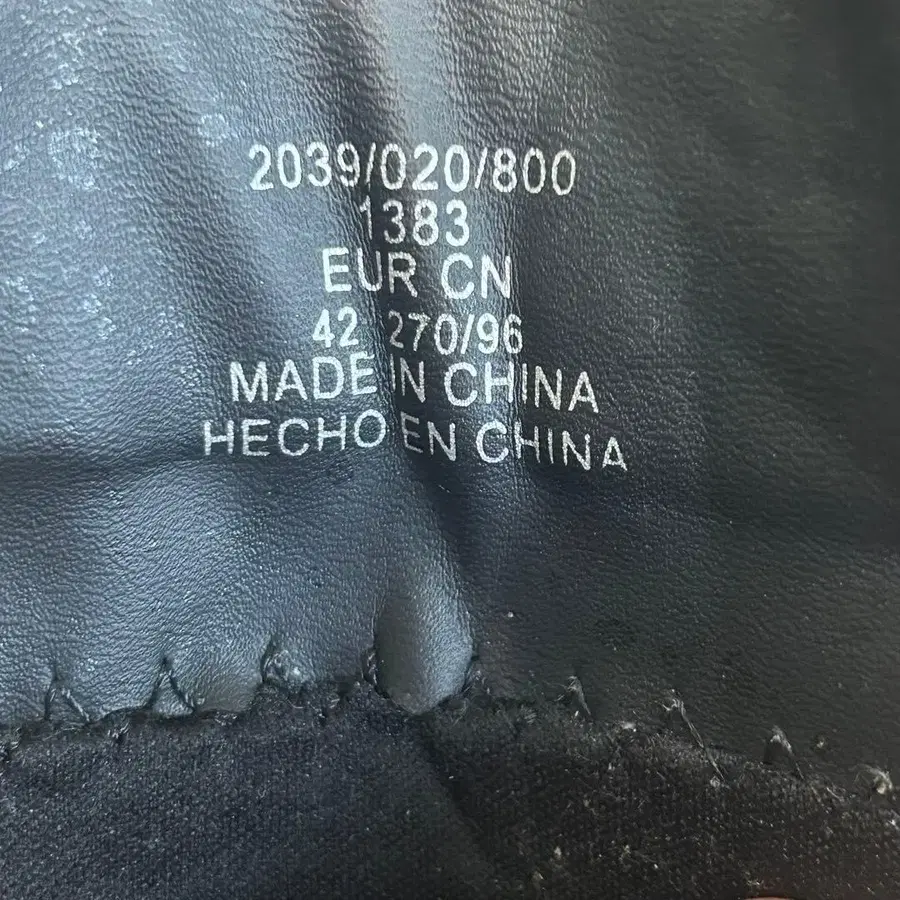 2039/020/800
1383
EUR CN
42 270/96
MADE IN CHINA
HECHO EN CHINA